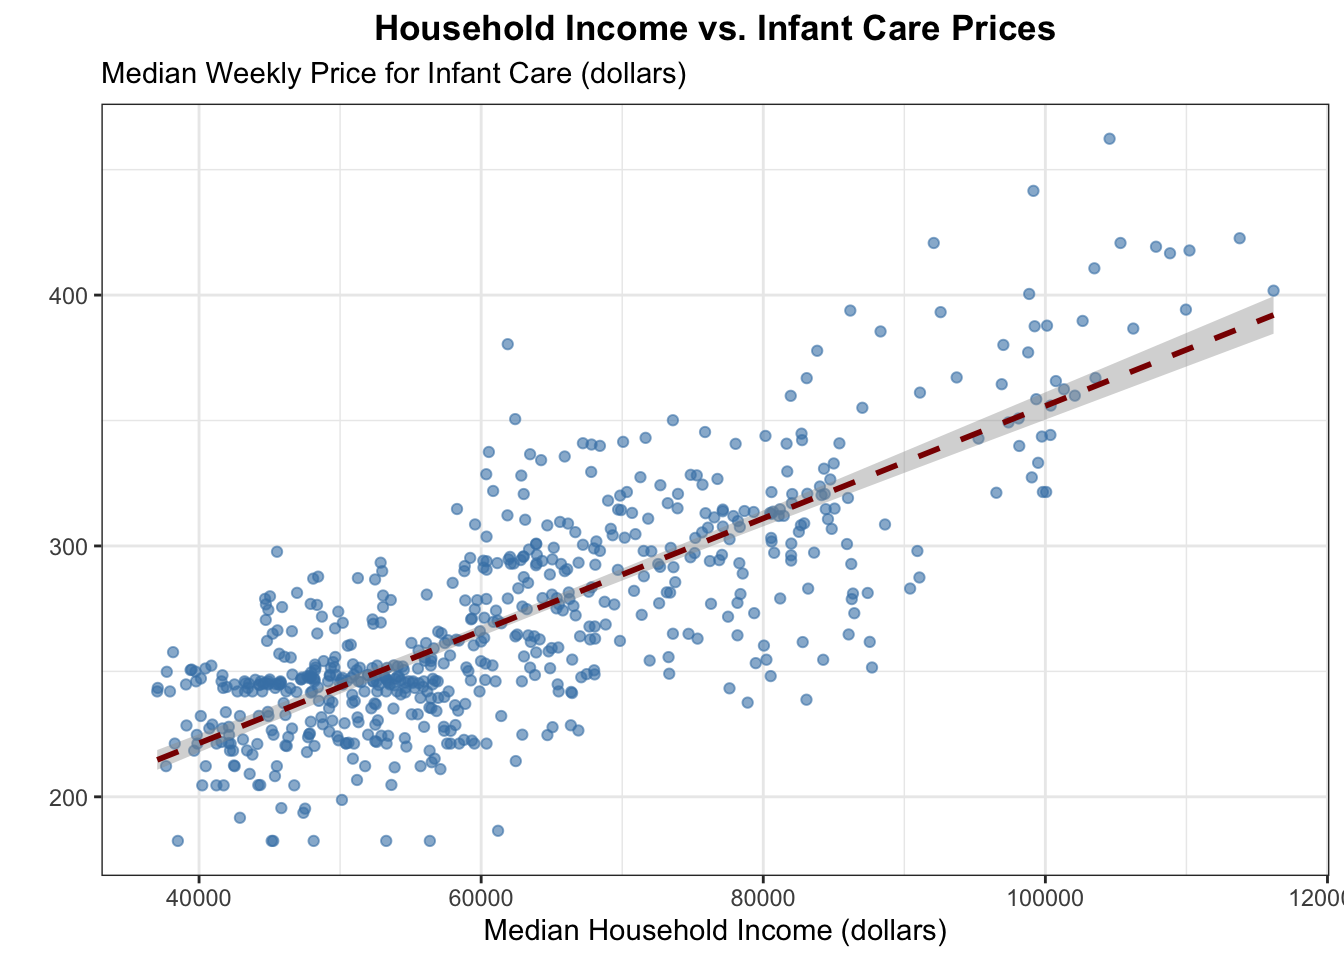 Household Income vs. Infant Care Prices
Median Weekly Price for Infant Care (dollars)
400
300
200
40000 60000 80000 100000 12000
Median Household Income (dollars)